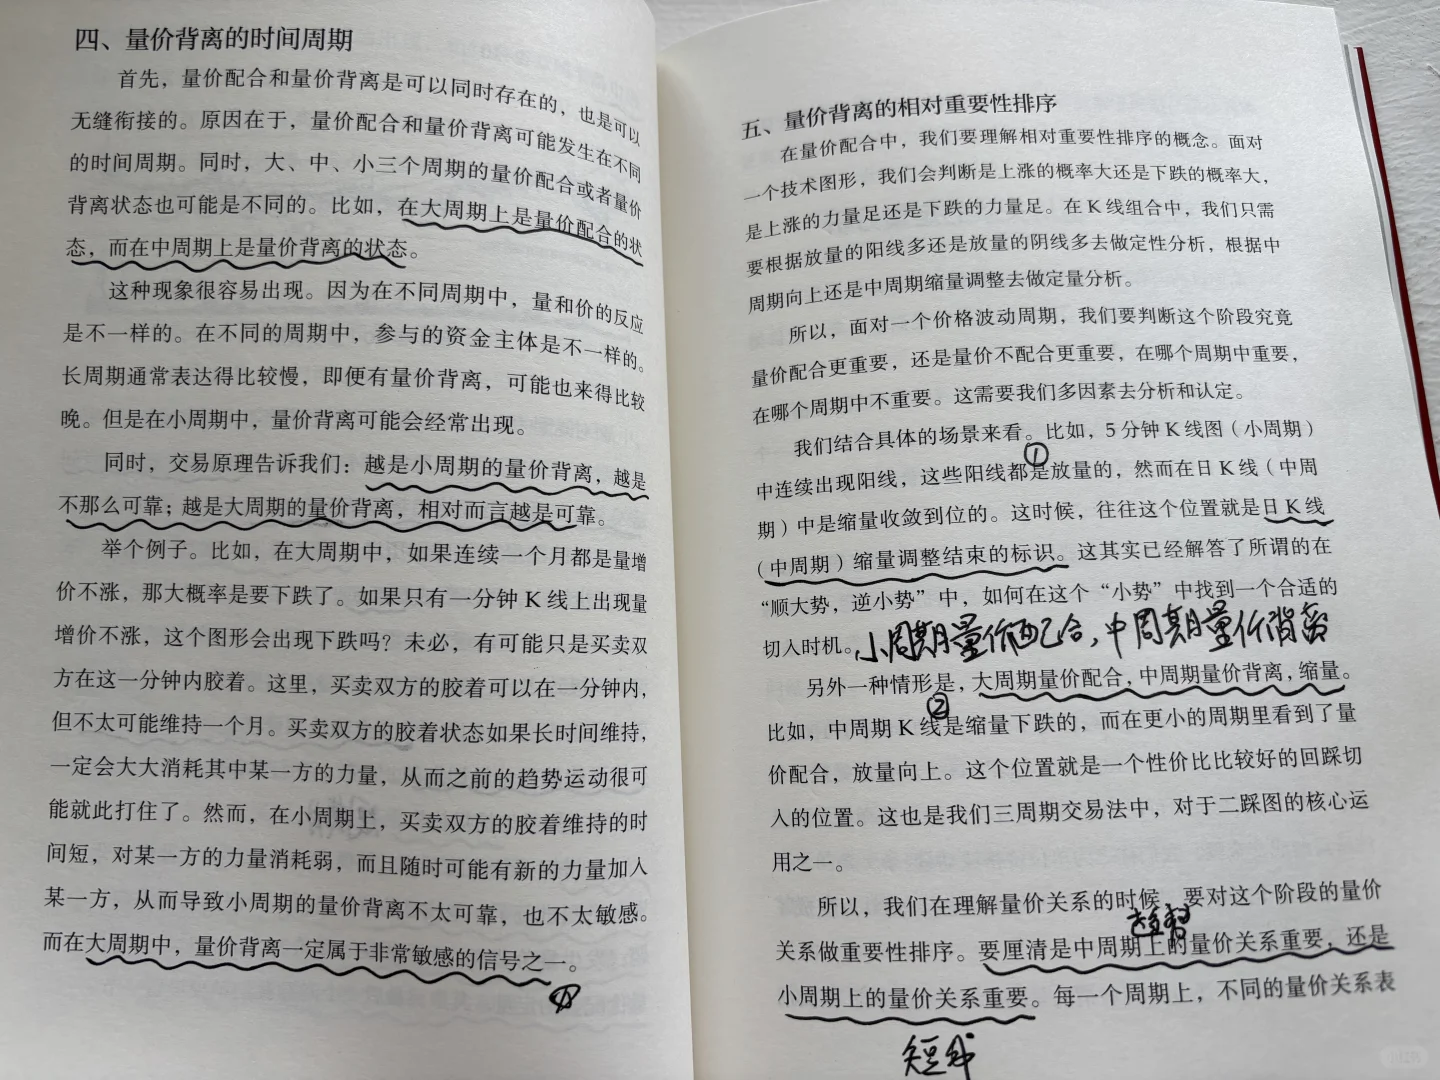 四、量价背离的时间周期
首先，量价配合和量价背离是可以同时存在的，也是可以
无缝衔接的。原因在于，量价配合和量价背离可能发生在不同
的时间周期。同时，大、中、小三个周期的量价配合或者量价
背离状态也可能是不同的。比如，在大周期上是量价配合的状
态，而在中周期上是量价背离的状态。
这种现象很容易出现。因为在不同周期中，量和价的反应
是不一样的。在不同的周期中，参与的资金主体是不一样的。
长周期通常表达得比较慢，即便有量价背离，可能也来得比较
晚。但是在小周期中，量价背离可能会经常出现。
同时，交易原理告诉我们：越是小周期的量价背离，越是
不那么可靠；越是大周期的量价背离，相对而言越是可靠。
举个例子。比如，在大周期中，如果连续一个月都是量增
价不涨，那大概率是要下跌了。如果只有一分钟 K 线上出现量
增价不涨，这个图形会出现下跌吗？未必，有可能只是买卖双
方在这一分钟内胶着。这里，买卖双方的胶着可以在一分钟内，
但不太可能维持一个月。买卖双方的胶着状态如果长时间维持，
一定会大大消耗其中某一方的力量，从而之前的趋势运动很可
能就此打住了。然而，在小周期上，买卖双方的胶着维持的时
间短，对某一方的力量消耗弱，而且随时可能有新的力量加入
某一方，从而导致小周期的量价背离不太可靠，也不太敏感。
而在大周期中，量价背离一定属于非常敏感的信号之一。
五、量价背离的相对重要性排序
在量价配合中，我们要理解相对重要性排序的概念。面对
一个技术图形，我们会判断是上涨的概率大还是下跌的概率大，
是上涨的力量足还是下跌的力量足。在 K 线组合中，我们只需
要根据放量的阳线多还是放量的阴线多去做定性分析，根据中
周期向上还是中周期缩量调整去做定量分析。
所以，面对一个价格波动周期，我们要判断这个阶段究竟
量价配合更重要，还是量价不配合更重要，在哪个周期中重要，
在哪个周期中不重要。这需要我们多因素去分析和认定。
我们结合具体的场景来看。比如，5 分钟 K 线图（小周期）
①
中连续出现阳线，这些阳线都是放量的，然而在日 K 线（中周
期）中是缩量收敛到位的。这时候，往往这个位置就是日 K 线
（中周期）缩量调整结束的标识。这其实已经解答了所谓的在
“顺大势，逆小势”中，如何在这个“小势”中找到一个合适的
切入时机。小周期量价配合，中周期量价背离
另外一种情形是，大周期量价配合，中周期量价背离，缩量。
②
比如，中周期 K 线是缩量下跌的，而在更小的周期里看到了量
价配合，放量向上。这个位置就是一个性价比比较好的回踩切
入的位置。这也是我们三周期交易法中，对于二踩图的核心运
用之一。
所以，我们在理解量价关系的时候，要对这个阶段的量价
关系做重要性排序。要厘清是中周期上的量价关系重要，还是
小周期上的量价关系重要。每一个周期上，不同的量价关系表
短线